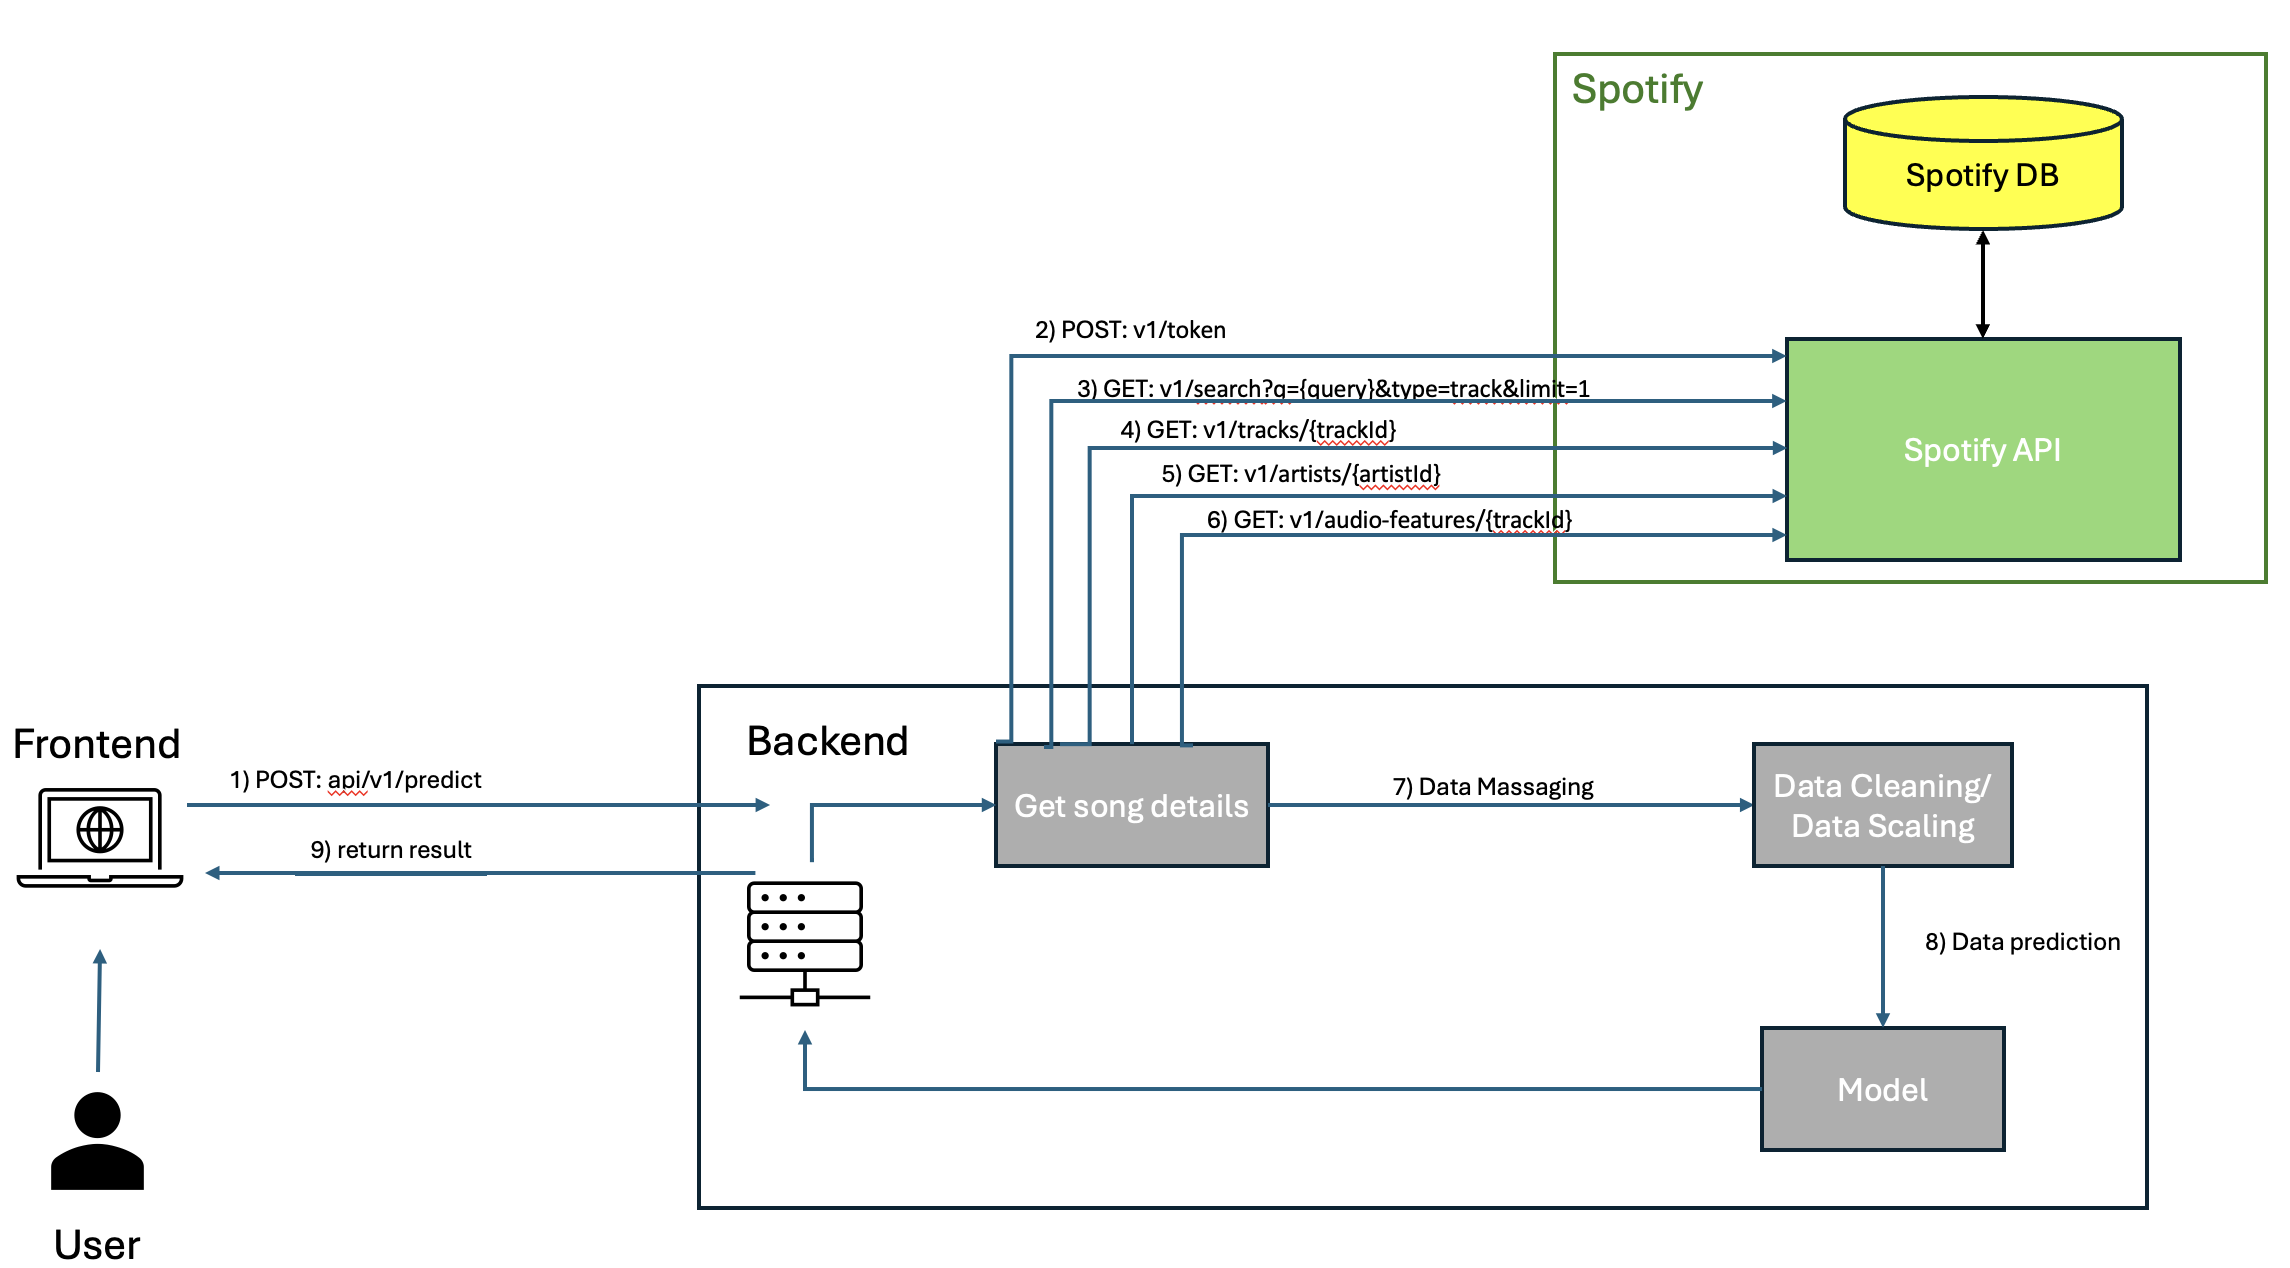 Spotify
Spotify DB
2) POST: v1/token
3) GET: v1/search?q={query}&type=track&limit=1
4) GET: v1/tracks/{trackId}
Spotify API
5) GET: v1/artists/{artistId}
6) GET: v1/audio-features/{trackId}
Frontend
Backend
1) POST: api/v1/predict
Get song details
7) Data Massaging
Data Cleaning/
Data Scaling
9) return result
8) Data prediction
Model
User